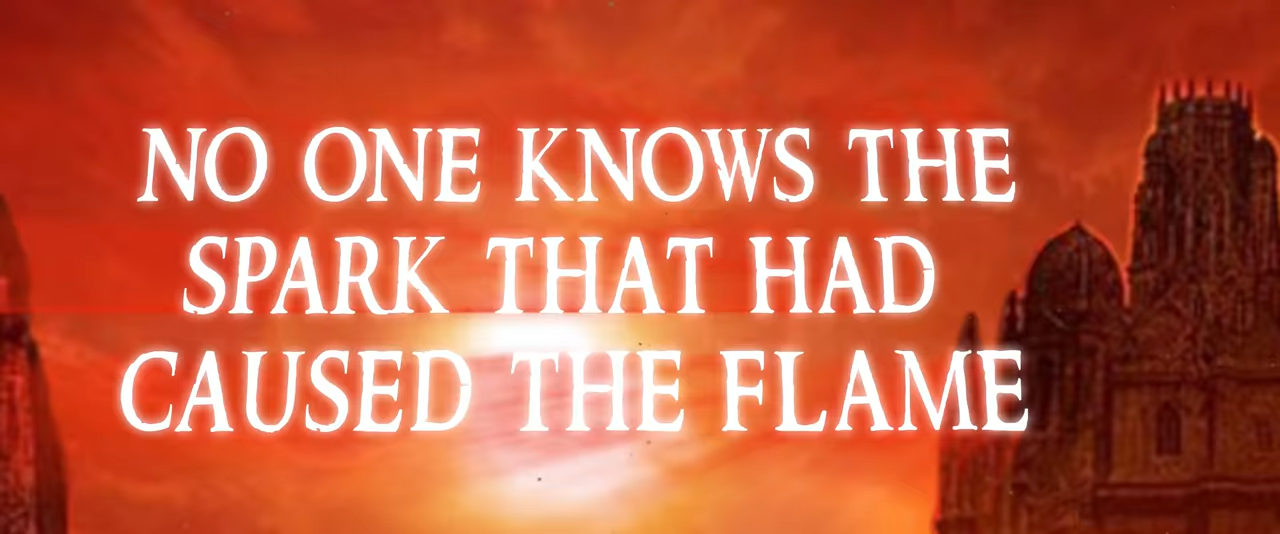 NO ONE KNOWS THE
SPARK THAT HAD
CAUSED THE FLAME